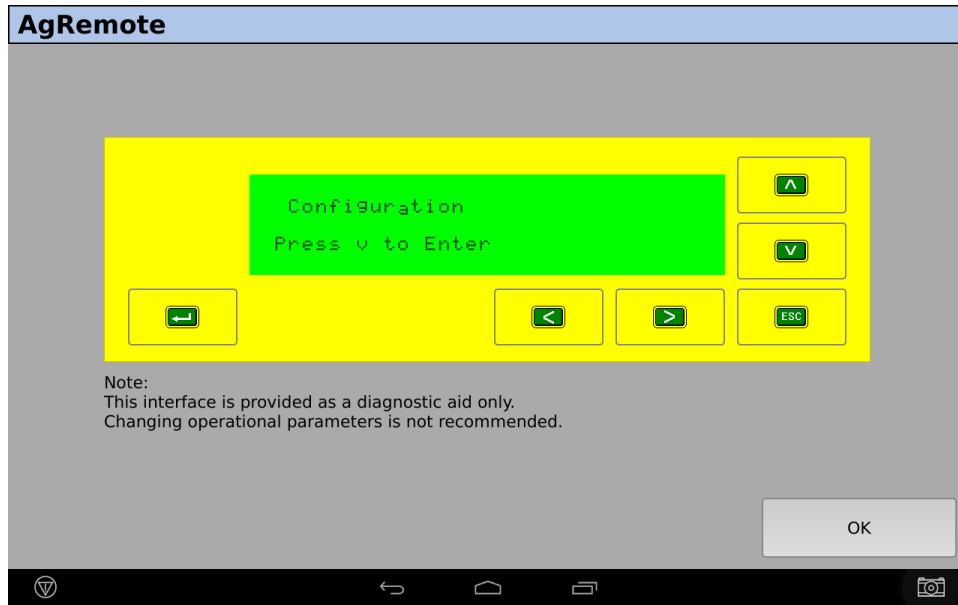 AgRemote
Configuration
Press v to Enter
ESC
Note:
This interface is provided as a diagnostic aid only.
Changing operational parameters is not recommended.
OK